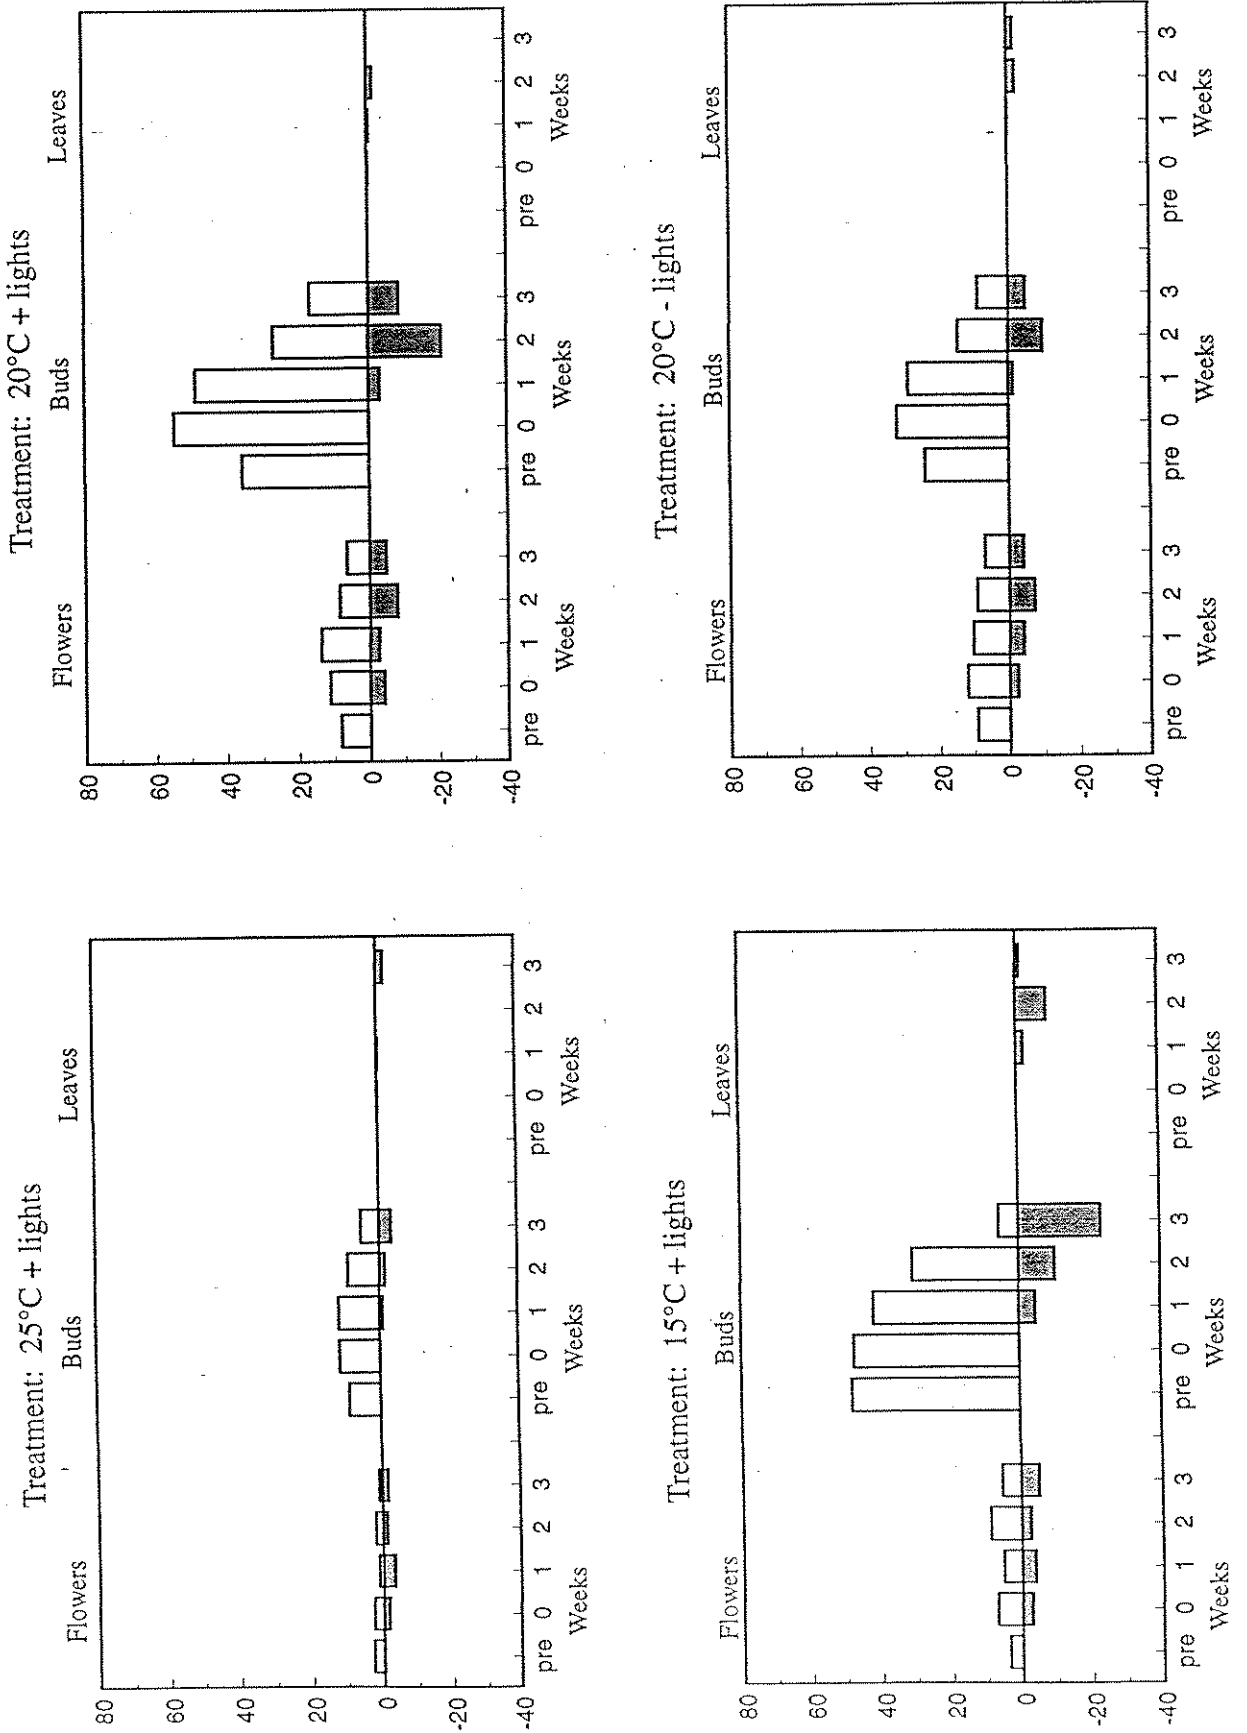 Treatment: 25°C + lights
Flowers Buds Leaves
80
60
40
20
0
-20
-40
pre 0 1 2 3 pre 0 1 2 3 pre 0 1 2 3
Weeks Weeks Weeks
Treatment: 20°C + lights
Flowers Buds Leaves
80
60
40
20
0
-20
-40
pre 0 1 2 3 pre 0 1 2 3 pre 0 1 2 3
Weeks Weeks Weeks
Treatment: 15°C + lights
Flowers Buds Leaves
80
60
40
20
0
-20
-40
pre 0 1 2 3 pre 0 1 2 3 pre 0 1 2 3
Weeks Weeks Weeks
Treatment: 20°C - lights
Flowers Buds Leaves
80
60
40
20
0
-20
-40
pre 0 1 2 3 pre 0 1 2 3 pre 0 1 2 3
Weeks Weeks Weeks